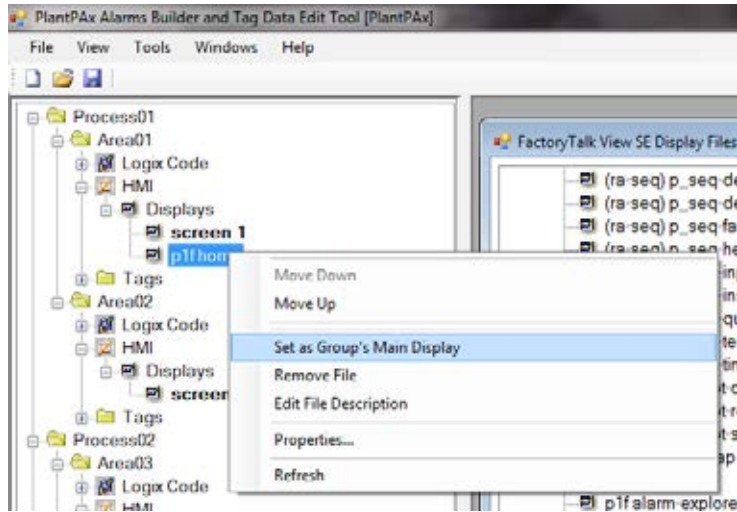 PlantPAx Alarms Builder and Tag Data Edit Tool [PlantPAx]
File View Tools Windows Help
Process01
Area01
Logix Code
HMI
Displays
screen 1
p1f hom
Tags
Area02
Logix Code
HMI
Displays
screen
Tags
Process02
Area03
Logix Code
HMI
Move Down
Move Up
Set as Group's Main Display
Remove File
Edit File Description
Properties...
Refresh
FactoryTalk View SE Display Files
(ra-seq) p_seq-de
(ra-seq) p_seq-de
(ra-seq) p_seq-fa
(ra-seq) p_seq-he
p1f alarm-explore